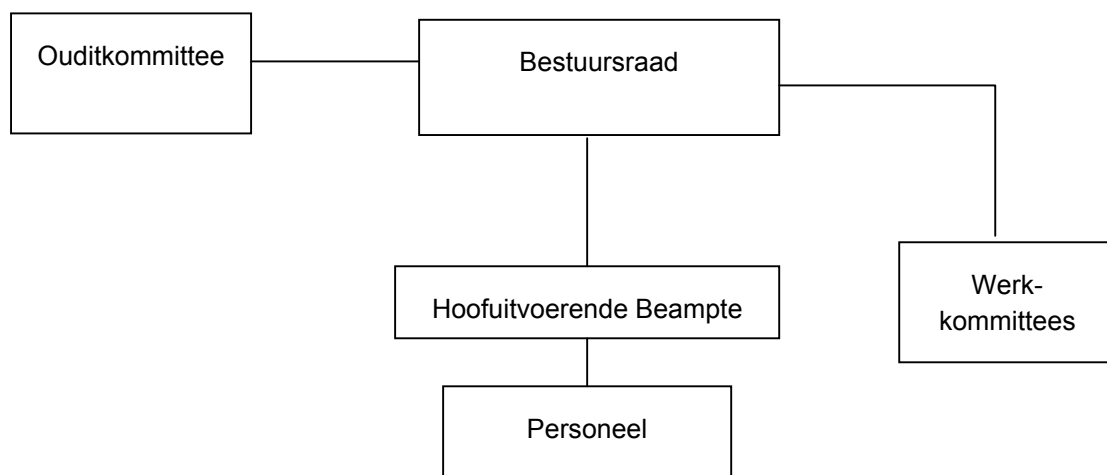 Ouditkommittee
Bestuursraad
Hoofuitvoerende Beampte
Werk-
kommittees
Personeel